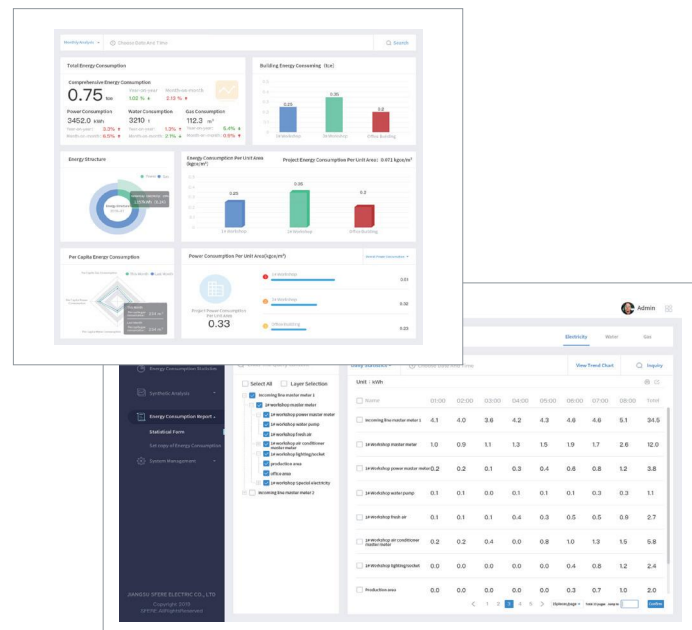 Monthly Analysis
Choose Date And Time
Search
Total Energy Consumption
Comprehensive Energy Consumption
0.75 tce
Year-on-year
1.02 %
Month-on-month
2.13 %
Power Consumption
3452.0 kWh
Year-on-year: 3.3%
Month-on-month: 6.5%
Water Consumption
3210 t
Year-on-year: 1.3%
Month-on-month: 2.1%
Gas Consumption
112.3 m³
Year-on-year: 5.4%
Month-on-month: 0.9%
Building Energy Consuming (tce)
0.25
0.35
0.2
1# Workshop
2# Workshop
Office Building
Energy Structure
Power
Gas
Energy Consumption Per Unit Area (kgce/m²)
Project Energy Consumption Per Unit Area: 0.071 kgce/m²
0.25
0.35
0.2
1# Workshop
2# Workshop
Office Building
Per Capita Energy Consumption
This Month
Last Month
Power Consumption Per Unit Area(kgce/m²)
Project Power Consumption
Per Unit Area
0.33
1# Workshop
0.51
0.32
Office Building
0.23
Admin
Electricity
Water
Gas
Energy Consumption Statistics
Synthetic Analysis
Energy Consumption Report
Statistical Form
Set copy of Energy Consumption
System Management
JIANGSU SFERE ELECTRIC CO., LTD
Copyright 2019
SFERE .AllRightsReserved
Select All
Layer Selection
Incoming line master meter 1
1# workshop master meter
1# workshop power master meter
1# workshop water pump
1# workshop fresh air
1# workshop air conditioner master meter
1# workshop lighting/socket
production area
office area
1# workshop special electricity
Incoming line master meter 2
Daily Statistics
Choose Date And Time
View Trend Chart
Inquiry
Unit : kWh
Name 01:00 02:00 03:00 04:00 05:00 06:00 07:00 08:00 Total
Incoming line master meter 1 4.1 4.0 3.6 4.2 4.3 4.6 4.6 5.1 34.5
1# Workshop master meter 1.0 0.9 1.1 1.3 1.5 1.9 1.7 2.6 12.0
1# Workshop power master meter 0.2 0.2 0.1 0.3 0.4 0.6 0.8 1.2 3.8
1# Workshop water pump 0.1 0.1 0.0 0.1 0.1 0.1 0.3 0.3 1.1
1# Workshop fresh air 0.1 0.1 0.1 0.4 0.3 0.5 0.5 0.9 2.7
1# Workshop air conditioner master meter 0.2 0.2 0.4 0.0 0.8 1.0 1.3 1.5 5.8
1# Workshop lighting/socket 0.0 0.0 0.0 0.0 0.0 0.4 0.6 1.2 2.4
Production area 0.0 0.0 0.0 0.0 0.0 0.3 0.7 1.0 2.0
1 2 3 4 5
Confirm